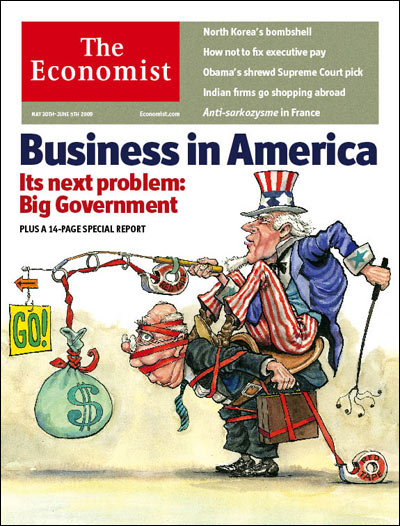 The
Economist
MAY 30TH–JUNE 5TH 2009
Economist.com
North Korea's bombshell
How not to fix executive pay
Obama's shrewd Supreme Court pick
Indian firms go shopping abroad
Anti-sarkozysme in France
Business in America
Its next problem:
Big Government
PLUS A 14-PAGE SPECIAL REPORT
GO!
$
RED
TAPE